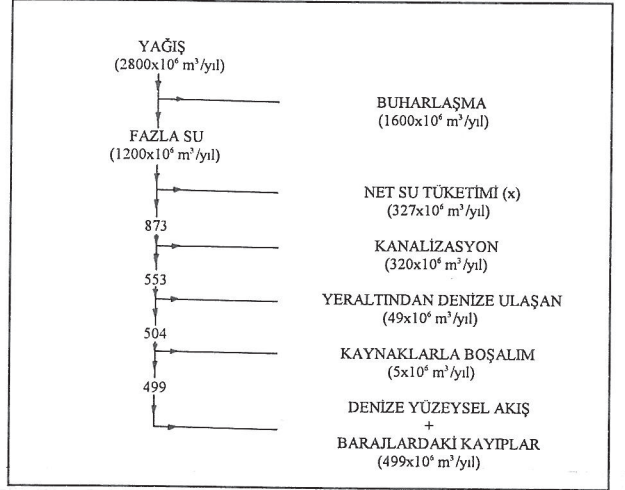 YAĞIŞ
(2800x10⁶ m³/yıl)
BUHARLAŞMA
(1600x10⁶ m³/yıl)
FAZLA SU
(1200x10⁶ m³/yıl)
NET SU TÜKETİMİ (x)
(327x10⁶ m³/yıl)
873
KANALİZASYON
(320x10⁶ m³/yıl)
553
YERALTINDAN DENİZE ULAŞAN
(49x10⁶ m³/yıl)
504
KAYNAKLARLA BOŞALIM
(5x10⁶ m³/yıl)
499
DENİZE YÜZEYSEL AKIŞ
+
BARAJLARDAKİ KAYIPLAR
(499x10⁶ m³/yıl)